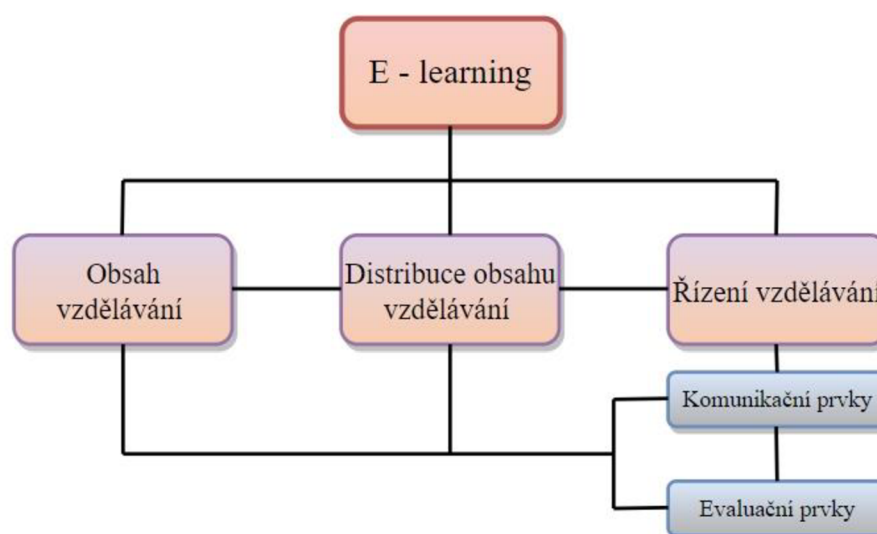 E - learning
Obsah
vzdělávání
Distribuce obsahu
vzdělávání
Řízení vzdělávání
Komunikační prvky
Evaluační prvky